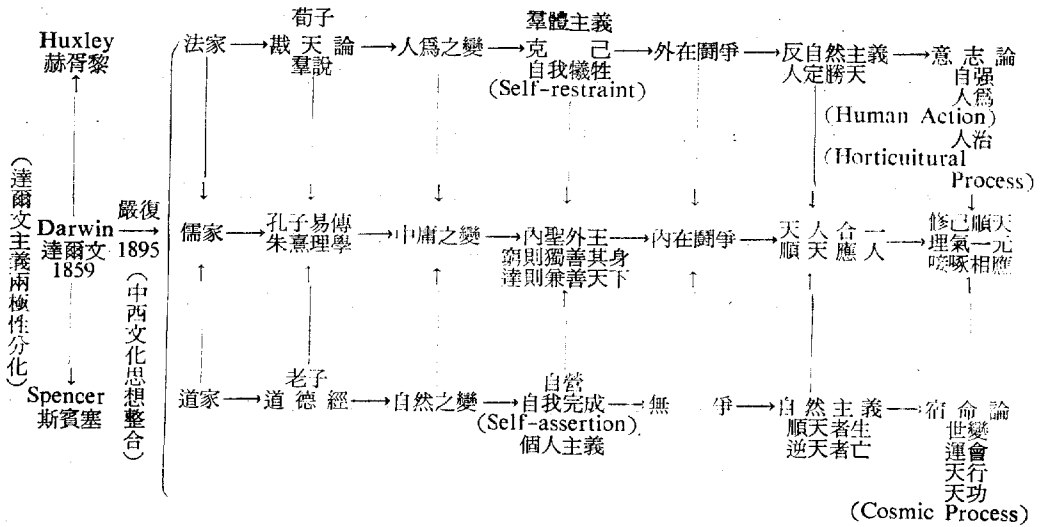 （達爾文主義兩極性分化）
Huxley
赫胥黎
Darwin
達爾文
1859
Spencer
斯賓塞
嚴復
1895
（中西文化思想整合）
法家
荀子
戡天論
羣說
人爲之變
羣體主義
克己
自我犧牲
(Self-restraint)
外在鬪爭
反自然主義
人定勝天
意志論
自强
人爲
(Human Action)
人治
(Horticuitural
Process)
儒家
孔子易傳
朱熹理學
中庸之變
內聖外王
窮則獨善其身
達則兼善天下
內在鬪爭
天人合一
順天應人
修己順天
理氣一元
啐啄相應
道家
老子
道德經
自然之變
自營
自我完成
(Self-assertion)
個人主義
無爭
自然主義
順天者生
逆天者亡
宿命論
世變
運會
天行
天功
(Cosmic Process)